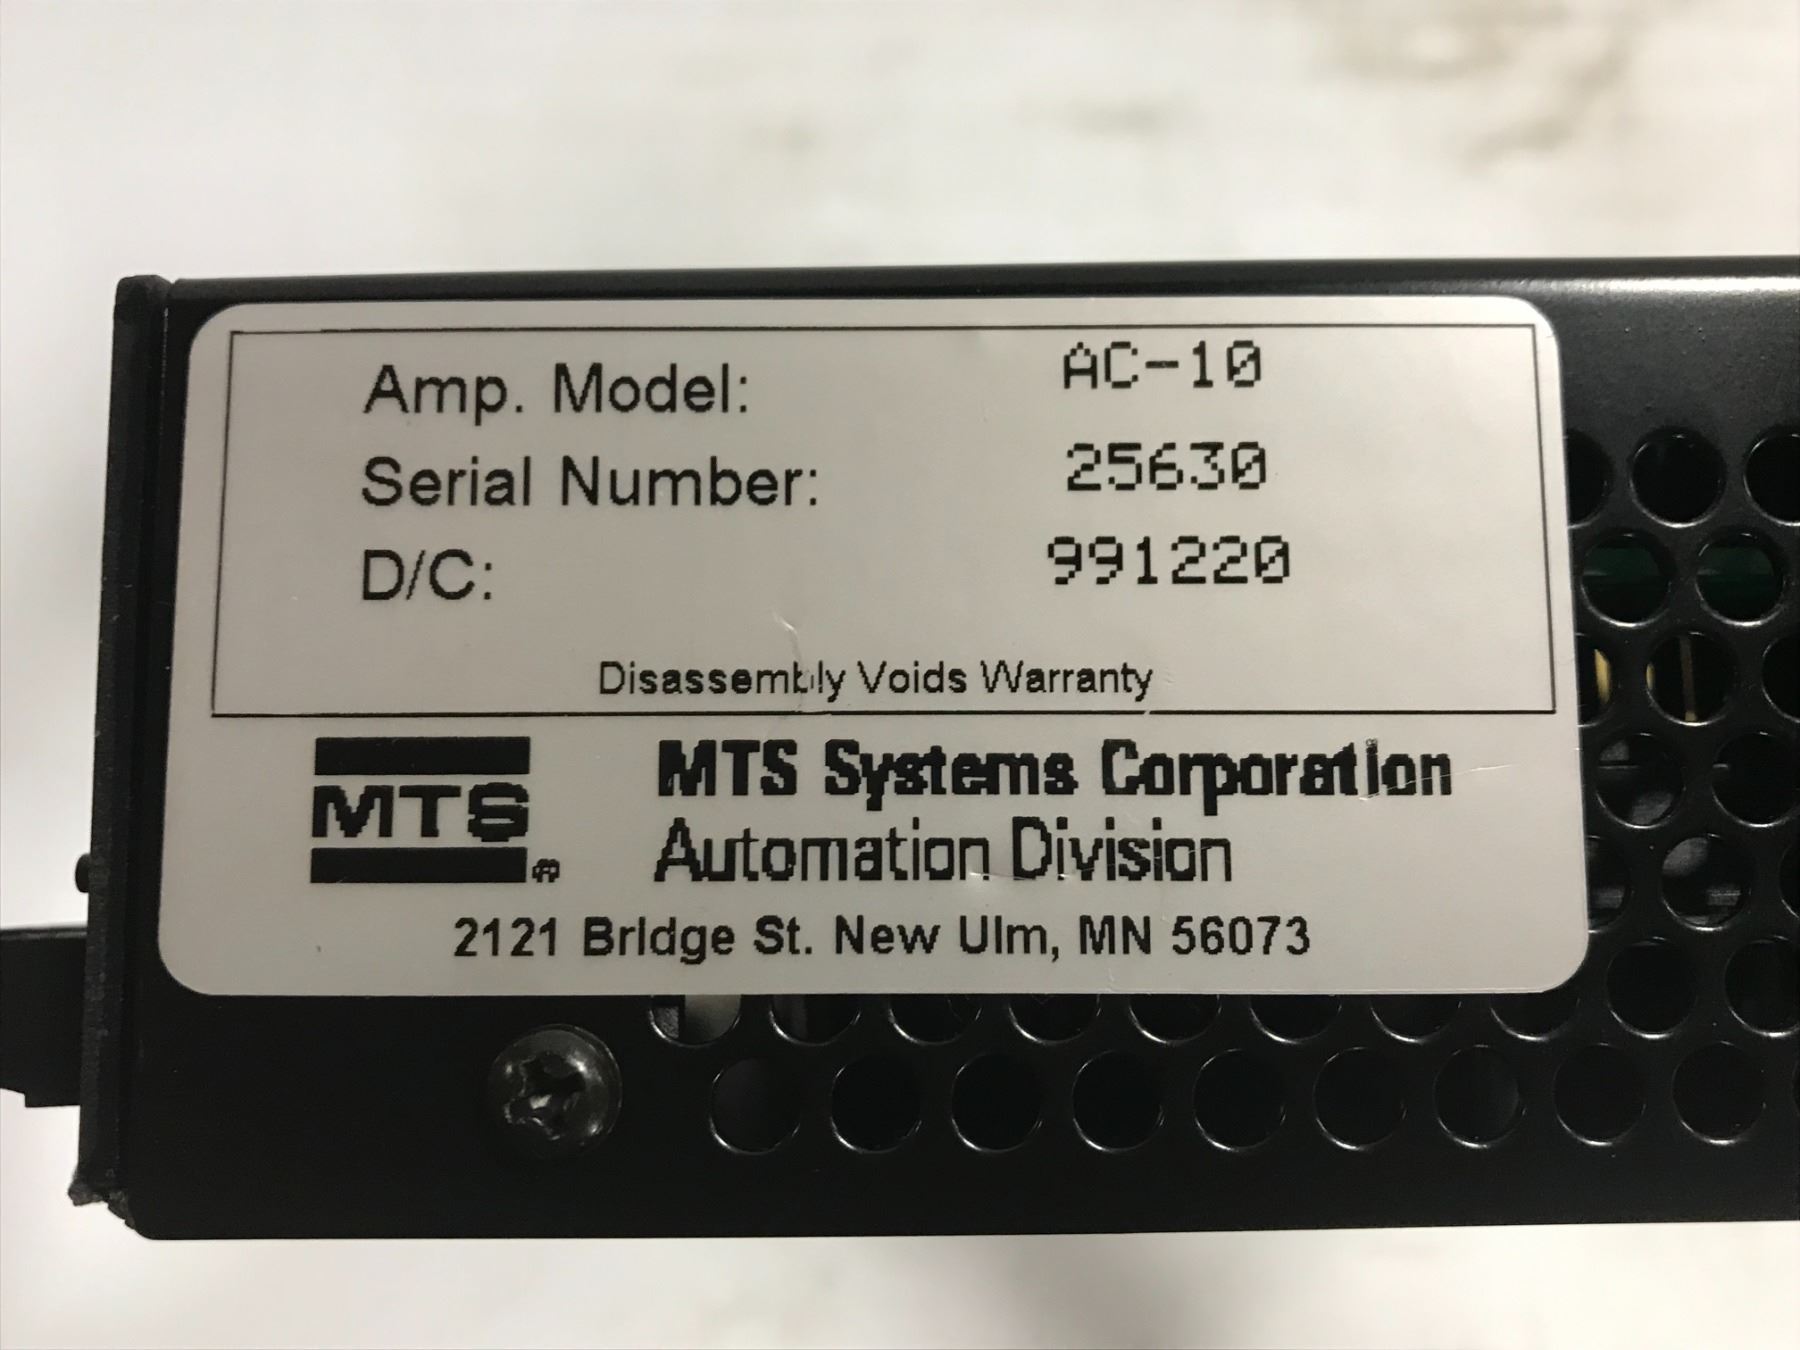 Amp. Model: AC-10
Serial Number: 25630
D/C: 991220
Disassembly Voids Warranty
MTS®
MTS Systems Corporation
Automation Division
2121 Bridge St. New Ulm, MN 56073